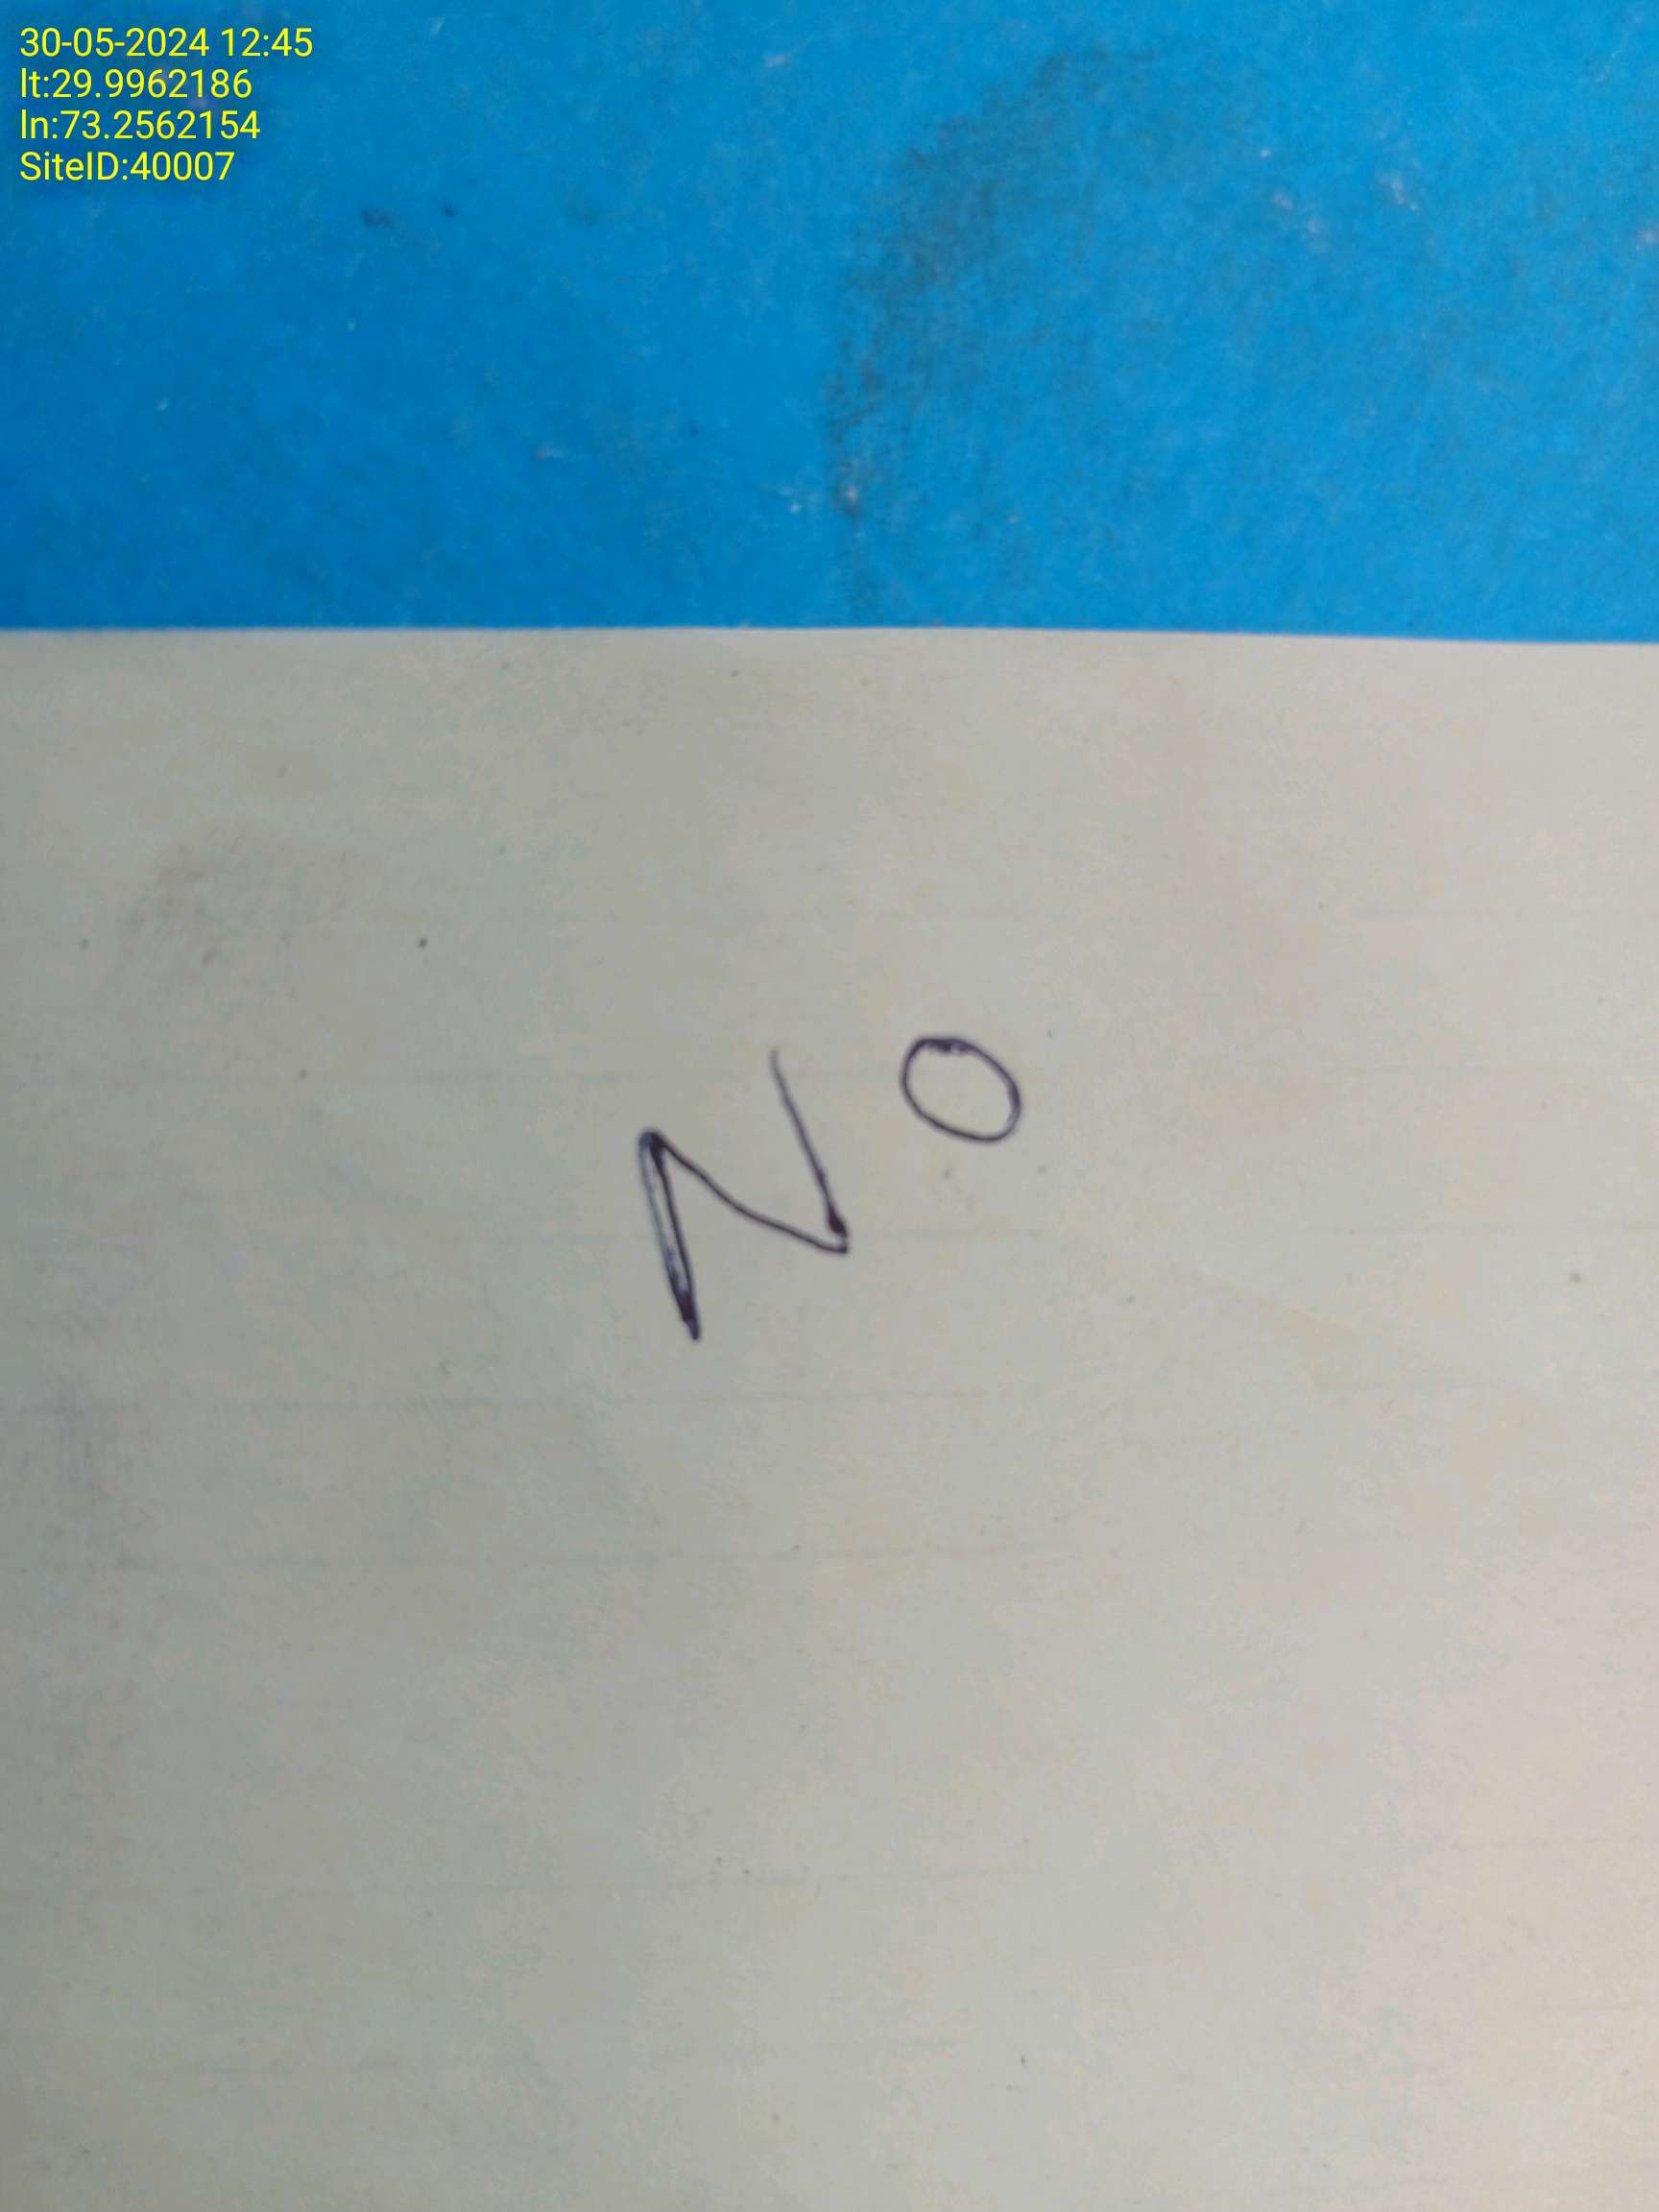 30-05-2024 12:45
lt:29.9962186
ln:73.2562154
SiteID:40007
NO